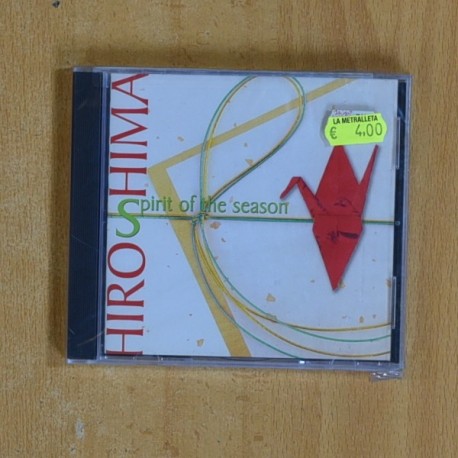 HIROSHIMA
Spirit of the season
LA METRALLETA
€ 4,00